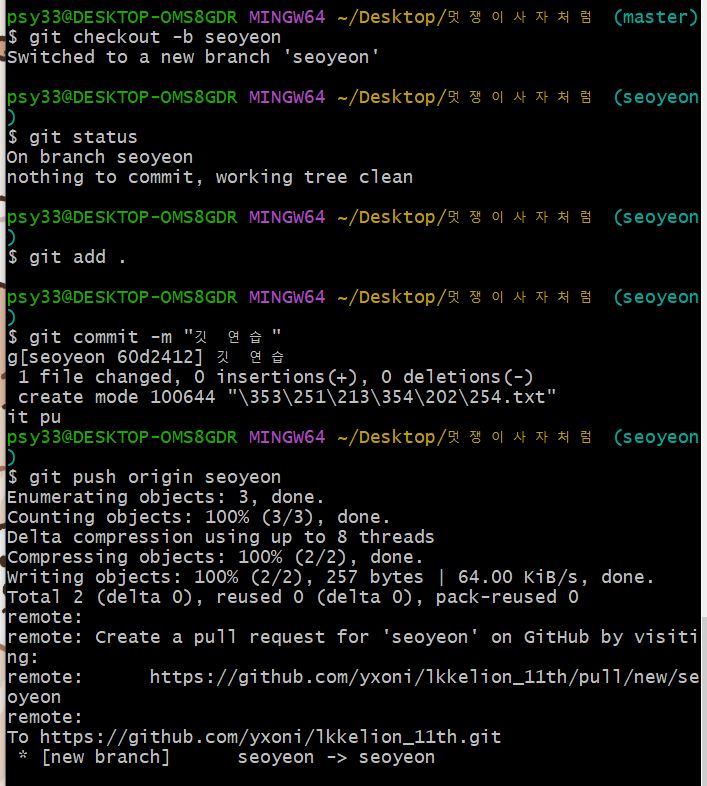 psy33@DESKTOP-OMS8GDR MINGW64 ~/Desktop/멋쟁이사자처럼 (master)
$ git checkout -b seoyeon
Switched to a new branch 'seoyeon'

psy33@DESKTOP-OMS8GDR MINGW64 ~/Desktop/멋쟁이사자처럼 (seoyeon
)
$ git status
On branch seoyeon
nothing to commit, working tree clean

psy33@DESKTOP-OMS8GDR MINGW64 ~/Desktop/멋쟁이사자처럼 (seoyeon
)
$ git add .

psy33@DESKTOP-OMS8GDR MINGW64 ~/Desktop/멋쟁이사자처럼 (seoyeon
)
$ git commit -m "깃 연습"
g[seoyeon 60d2412] 깃 연습
 1 file changed, 0 insertions(+), 0 deletions(-)
 create mode 100644 "\353\251\213\354\202\254.txt"
it pu
psy33@DESKTOP-OMS8GDR MINGW64 ~/Desktop/멋쟁이사자처럼 (seoyeon
)
$ git push origin seoyeon
Enumerating objects: 3, done.
Counting objects: 100% (3/3), done.
Delta compression using up to 8 threads
Compressing objects: 100% (2/2), done.
Writing objects: 100% (2/2), 257 bytes | 64.00 KiB/s, done.
Total 2 (delta 0), reused 0 (delta 0), pack-reused 0
remote:
remote: Create a pull request for 'seoyeon' on GitHub by visiti
ng:
remote:      https://github.com/yxoni/lkkelion_11th/pull/new/se
oyeon
remote:
To https://github.com/yxoni/lkkelion_11th.git
 * [new branch]      seoyeon -> seoyeon